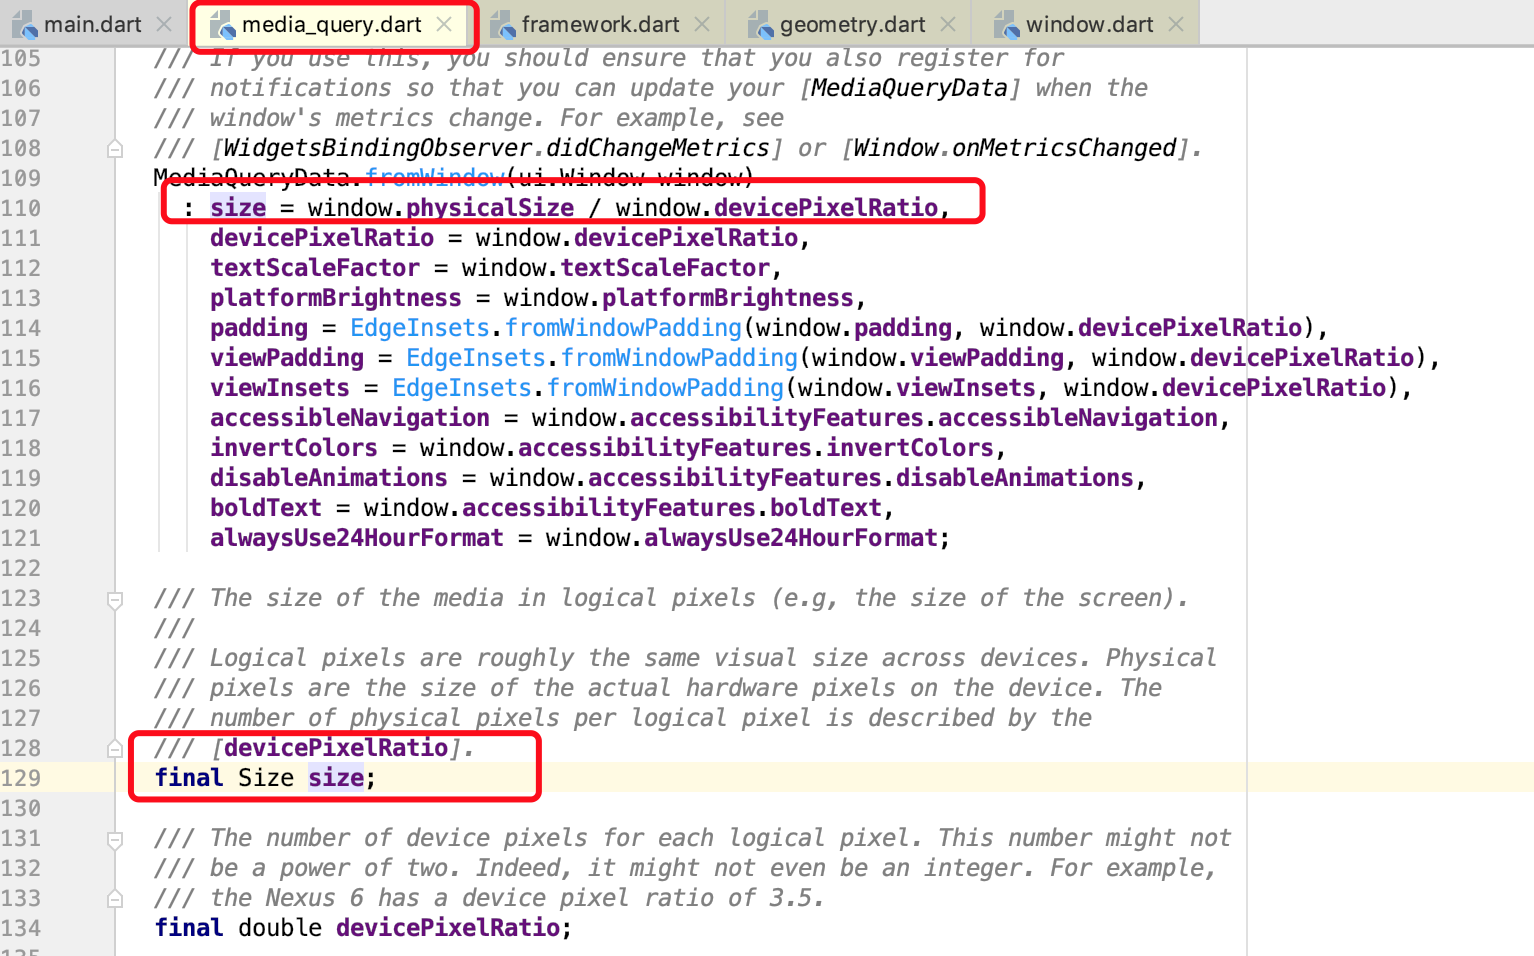 main.dart media_query.dart framework.dart geometry.dart window.dart
105 /// If you use this, you should ensure that you also register for
106 /// notifications so that you can update your [MediaQueryData] when the
107 /// window's metrics change. For example, see
108 /// [WidgetsBindingObserver.didChangeMetrics] or [Window.onMetricsChanged].
109 MediaQueryData.fromWindow(ui.Window window)
110 : size = window.physicalSize / window.devicePixelRatio,
111 devicePixelRatio = window.devicePixelRatio,
112 textScaleFactor = window.textScaleFactor,
113 platformBrightness = window.platformBrightness,
114 padding = EdgeInsets.fromWindowPadding(window.padding, window.devicePixelRatio),
115 viewPadding = EdgeInsets.fromWindowPadding(window.viewPadding, window.devicePixelRatio),
116 viewInsets = EdgeInsets.fromWindowPadding(window.viewInsets, window.devicePixelRatio),
117 accessibleNavigation = window.accessibilityFeatures.accessibleNavigation,
118 invertColors = window.accessibilityFeatures.invertColors,
119 disableAnimations = window.accessibilityFeatures.disableAnimations,
120 boldText = window.accessibilityFeatures.boldText,
121 alwaysUse24HourFormat = window.alwaysUse24HourFormat;
122
123 /// The size of the media in logical pixels (e.g, the size of the screen).
124 ///
125 /// Logical pixels are roughly the same visual size across devices. Physical
126 /// pixels are the size of the actual hardware pixels on the device. The
127 /// number of physical pixels per logical pixel is described by the
128 /// [devicePixelRatio].
129 final Size size;
130
131 /// The number of device pixels for each logical pixel. This number might not
132 /// be a power of two. Indeed, it might not even be an integer. For example,
133 /// the Nexus 6 has a device pixel ratio of 3.5.
134 final double devicePixelRatio;
135